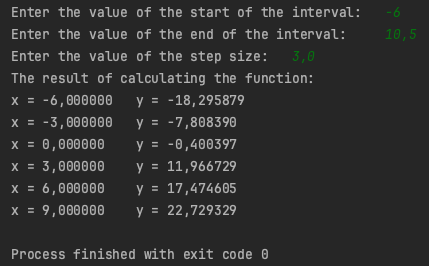 Enter the value of the start of the interval: -6
Enter the value of the end of the interval: 10,5
Enter the value of the step size: 3,0
The result of calculating the function:
x = -6,000000 y = -18,295879
x = -3,000000 y = -7,808390
x = 0,000000 y = -0,400397
x = 3,000000 y = 11,966729
x = 6,000000 y = 17,474605
x = 9,000000 y = 22,729329
Process finished with exit code 0